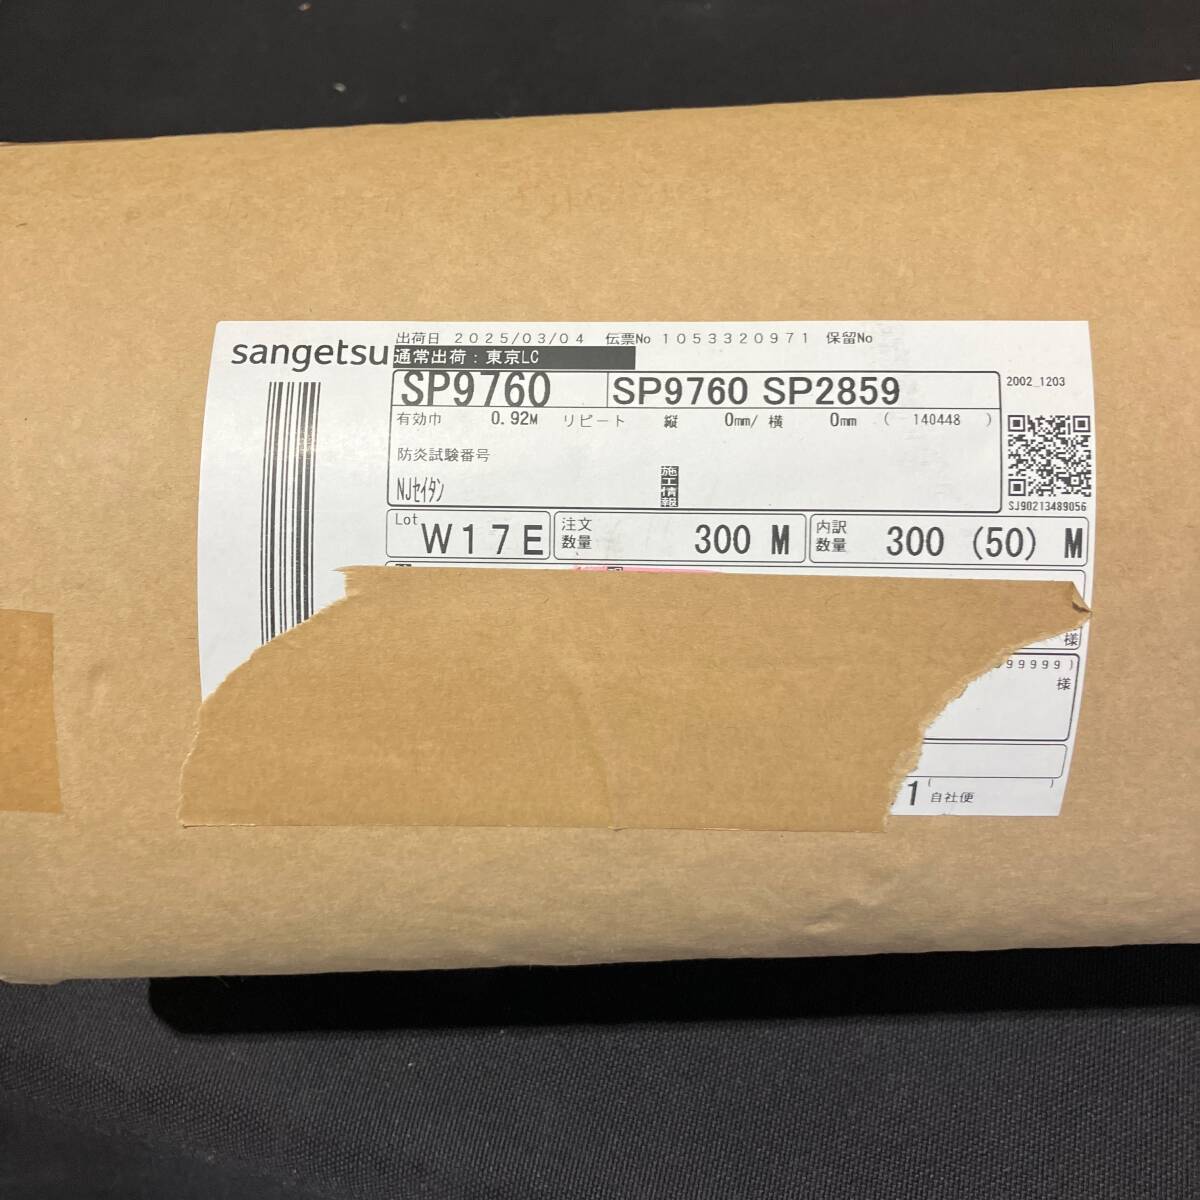 sangetsu
出荷日 2025/03/04 伝票No 1053320971 保留No
通常出荷:東京LC
SP9760 SP9760 SP2859
2002_1203
有効巾 0.92M リピート 縦 0mm/ 横 0mm ( 140448 )
防炎試験番号
NJセイタン
施工情報
SJ90213489056
Lot W17E 注文数量 300 M 内訳数量 300 (50) M
様
99999)
様
1 自社便